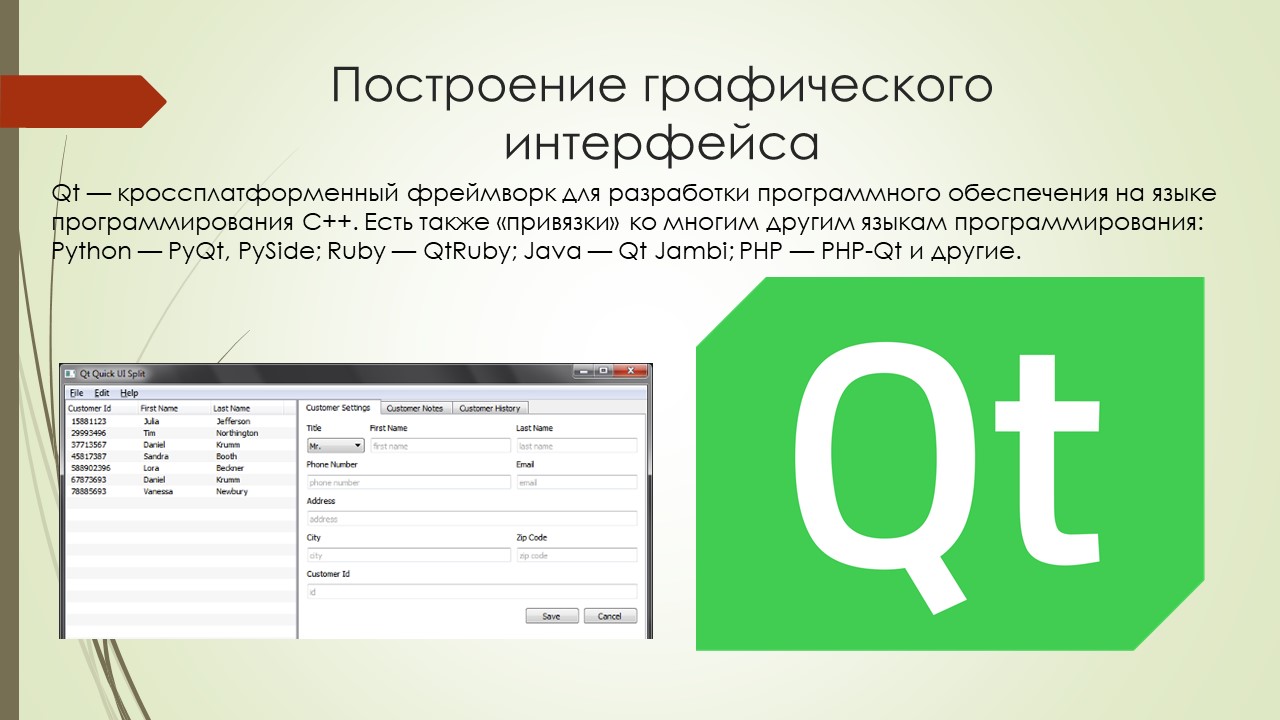 Построение графического
интерфейса
Qt — кроссплатформенный фреймворк для разработки программного обеспечения на языке
программирования C++. Есть также «привязки» ко многим другим языкам программирования:
Python — PyQt, PySide; Ruby — QtRuby; Java — Qt Jambi; PHP — PHP-Qt и другие.
Qt Quick UI Split
File Edit Help
Customer Id First Name Last Name
15881123 Julia Jefferson
29993496 Tim Northington
37713567 Daniel Krumm
45817387 Sandra Booth
588902396 Lora Beckner
67873693 Daniel Krumm
78885693 Vanessa Newbury
Customer Settings Customer Notes Customer History
Title First Name Last Name
Mr. first name last name
Phone Number Email
phone number email
Address
address
City Zip Code
city zip code
Customer Id
id
Save Cancel
Qt